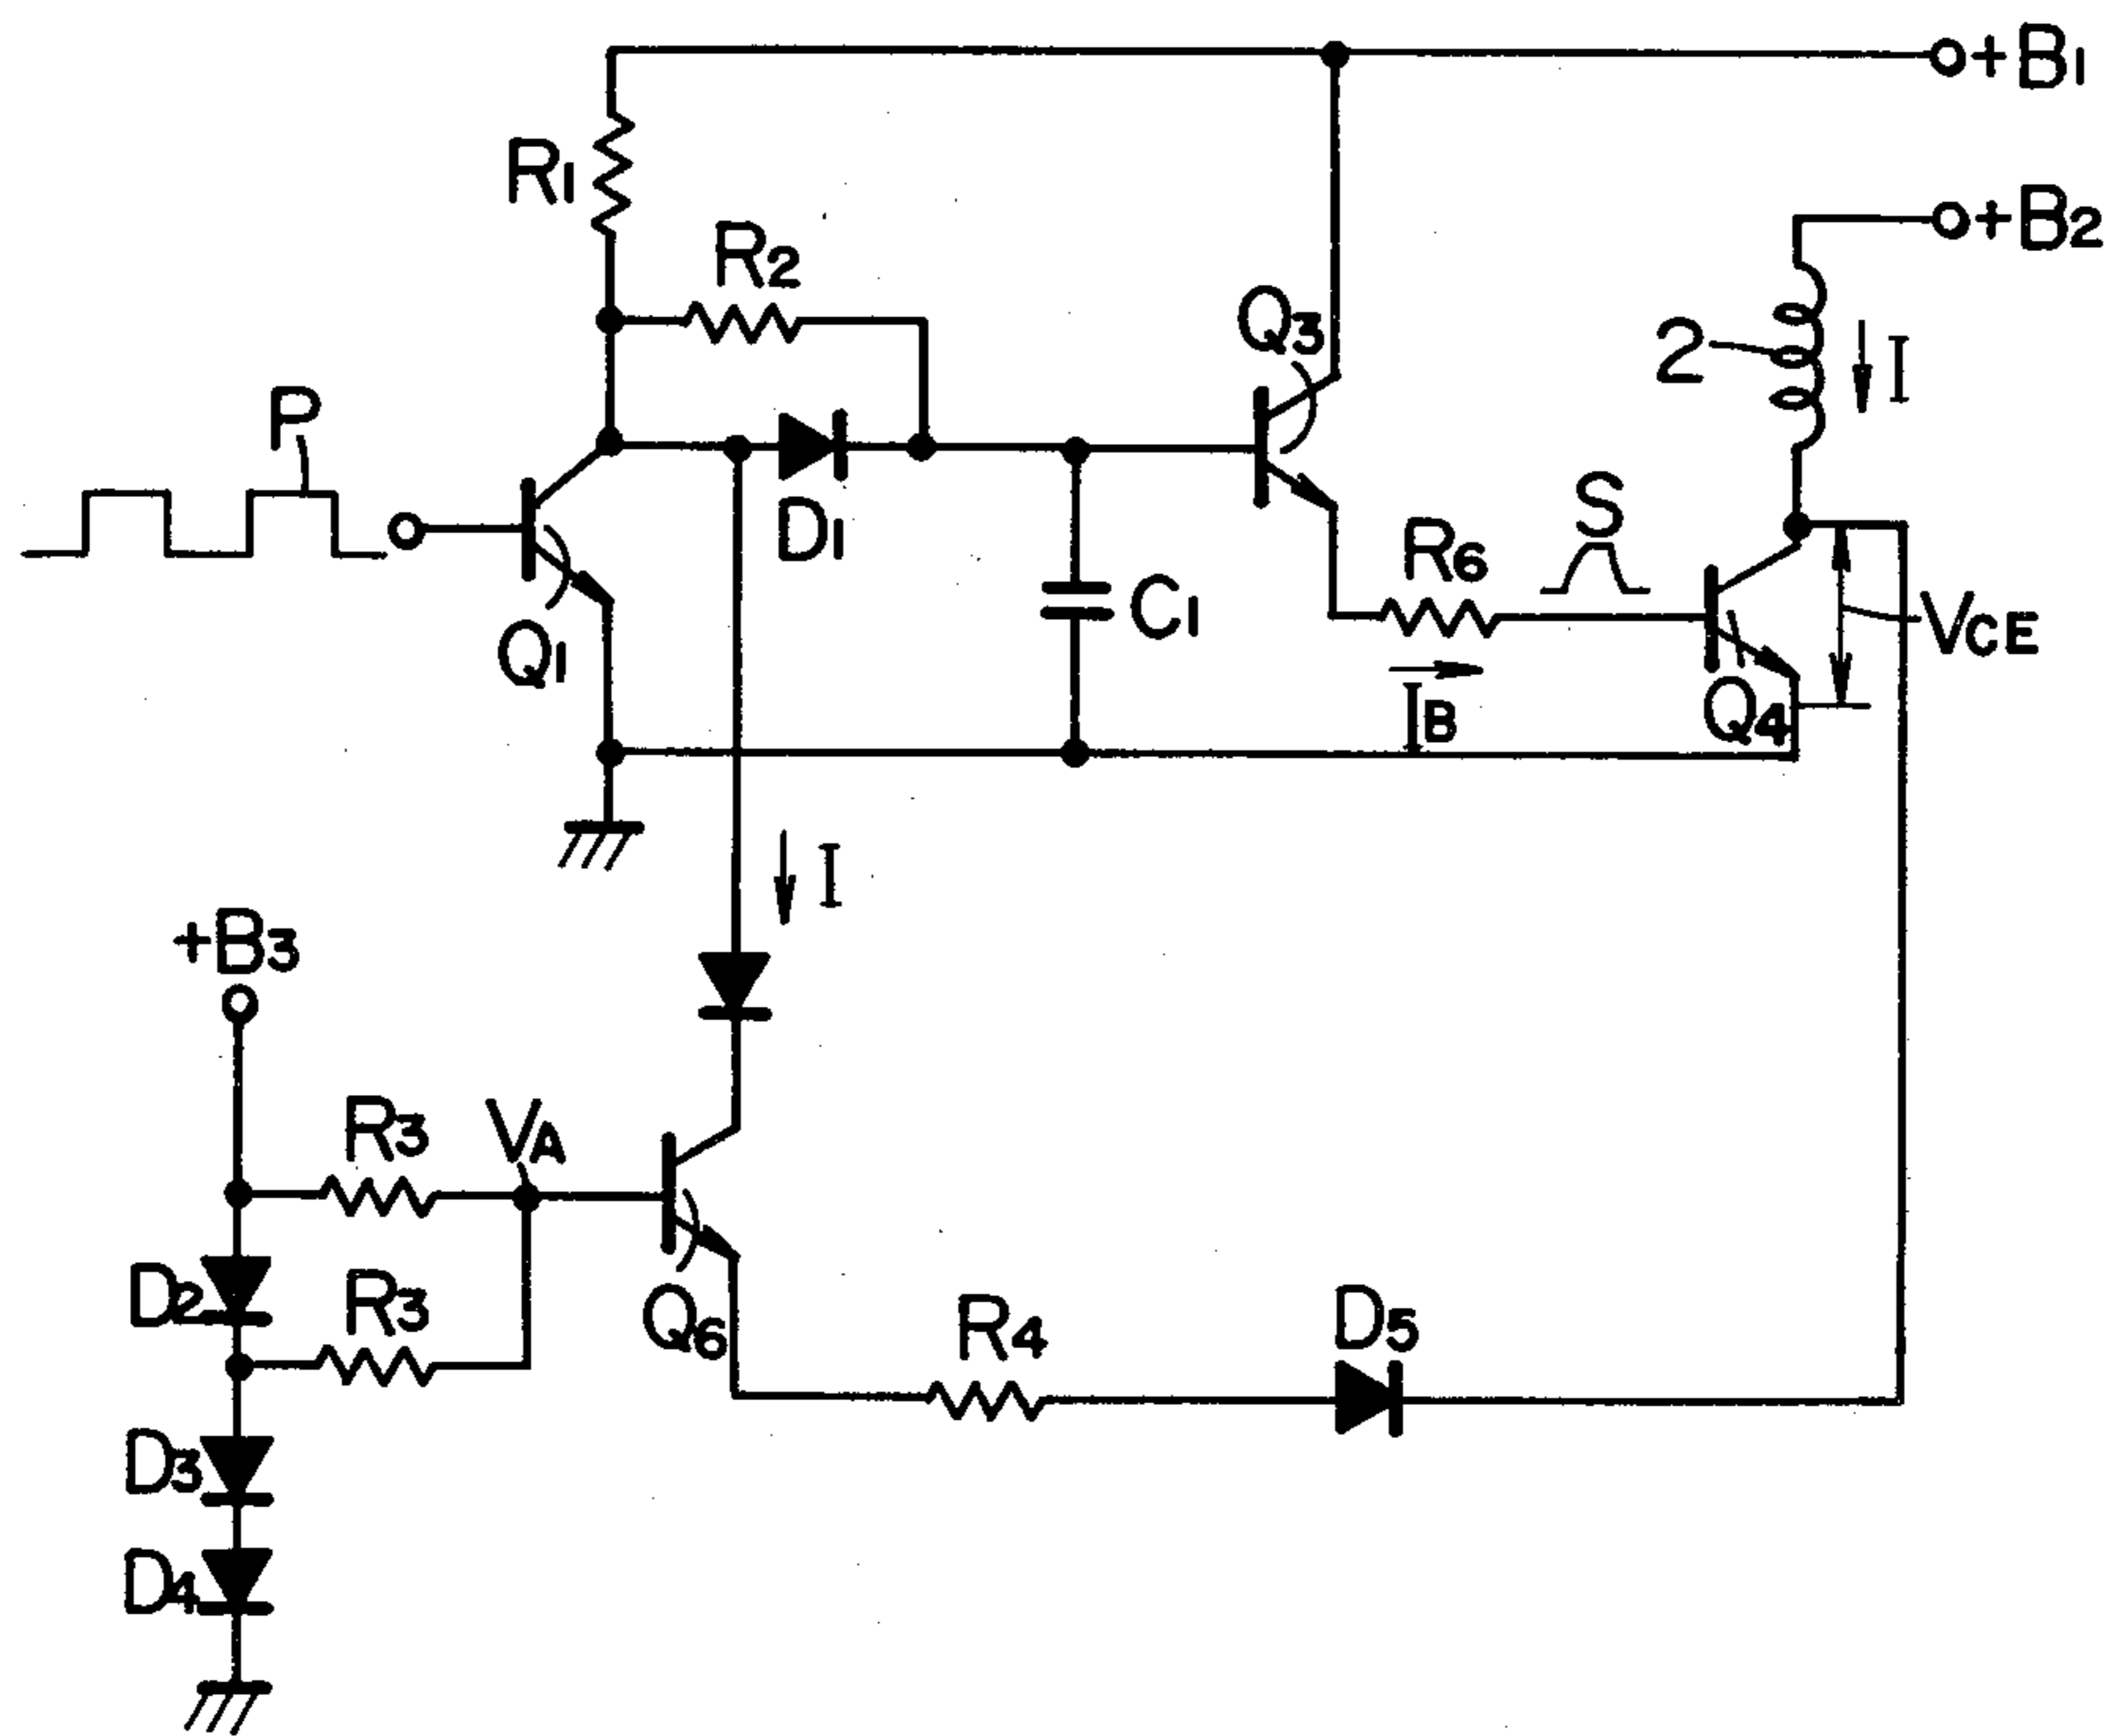 +B1
R1
+B2
R2
Q3
2
I
P
S
D1
R6
C1
VCE
Q1
IB
Q4
I
+B3
R3
VA
D2
R3
Q6
R4
D5
D3
D4